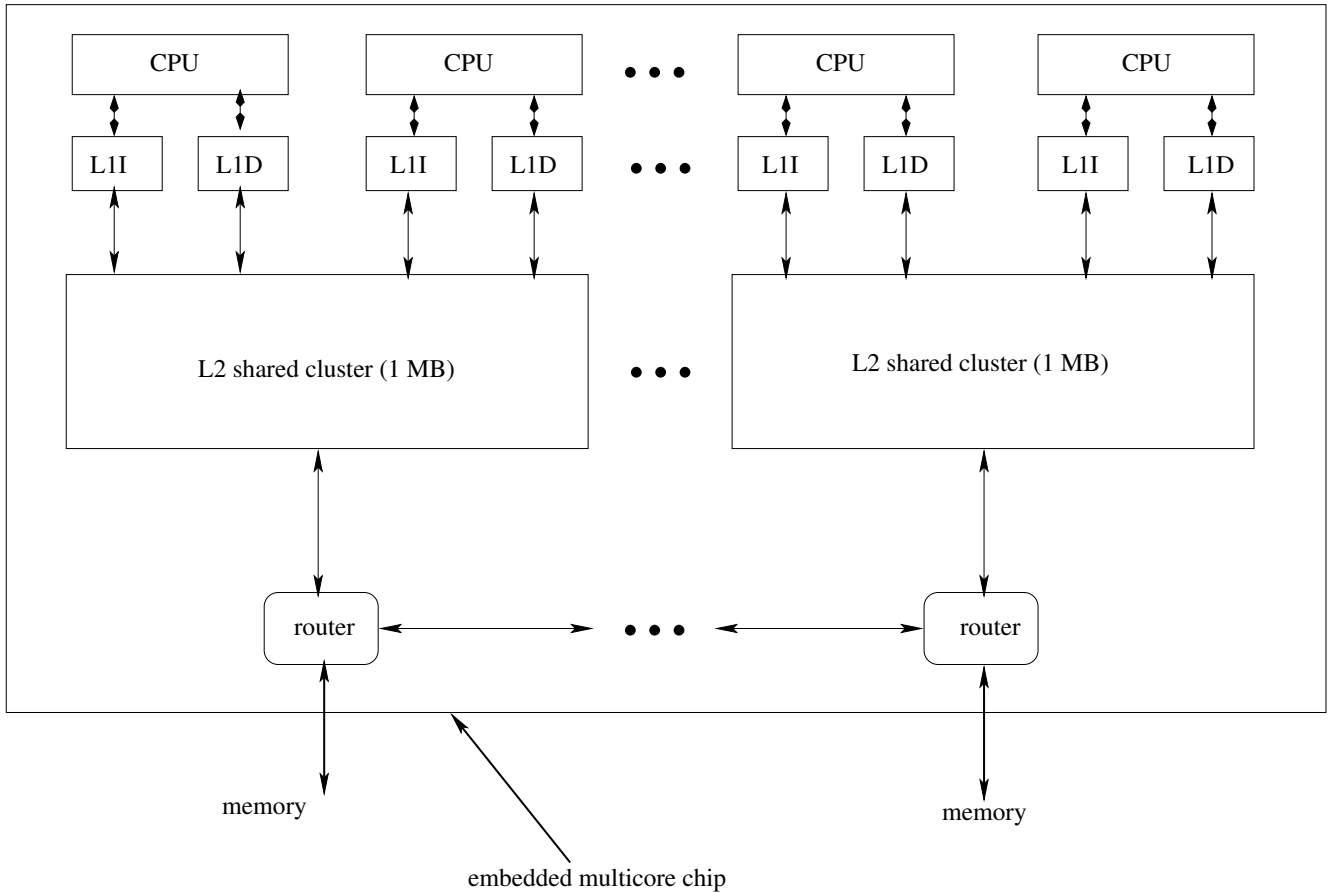 CPU
CPU
CPU
CPU
L1I
L1D
L1I
L1D
L1I
L1D
L1I
L1D
L2 shared cluster (1 MB)
L2 shared cluster (1 MB)
router
router
memory
memory
embedded multicore chip